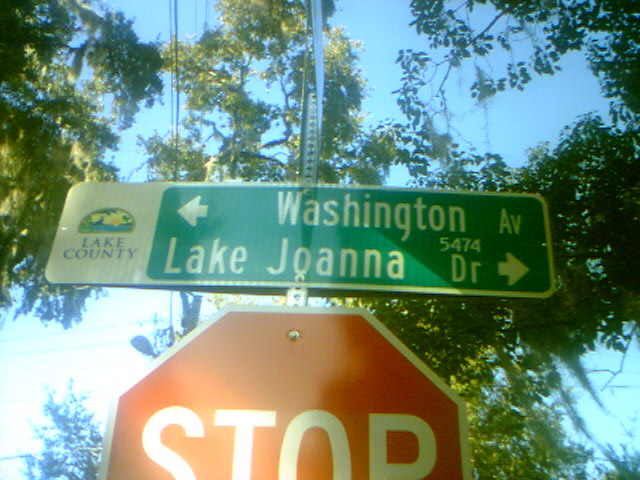 LAKE
COUNTY
Washington Av
5474
Lake Joanna Dr
STOP